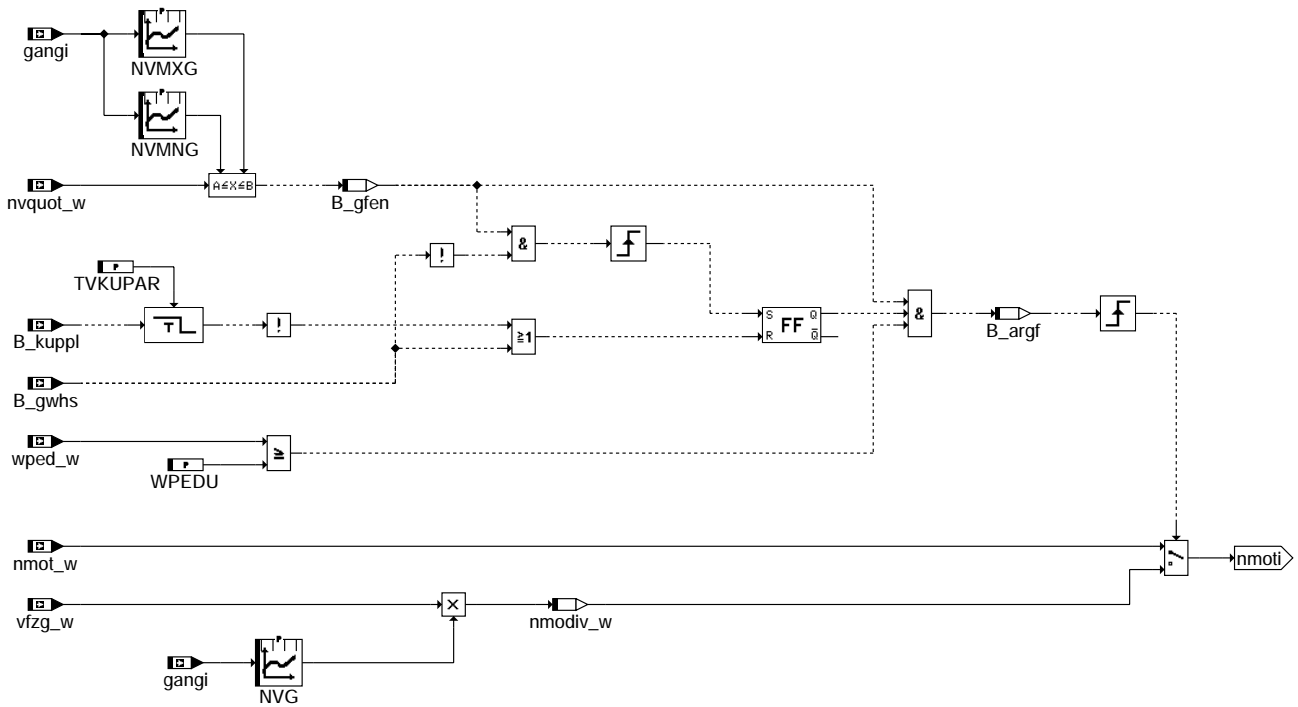 P
gangi
NVMXG
P
NVMNG
nvquot_w
A≤X≤B
B_gfen
&
!
P
TVKUPAR
T
B_kuppl
!
≥1
S Q
FF
R Q̅
&
B_argf
B_gwhs
wped_w
P
WPEDU
≥
nmot_w
nmoti
vfzg_w
X
nmodiv_w
P
gangi
NVG